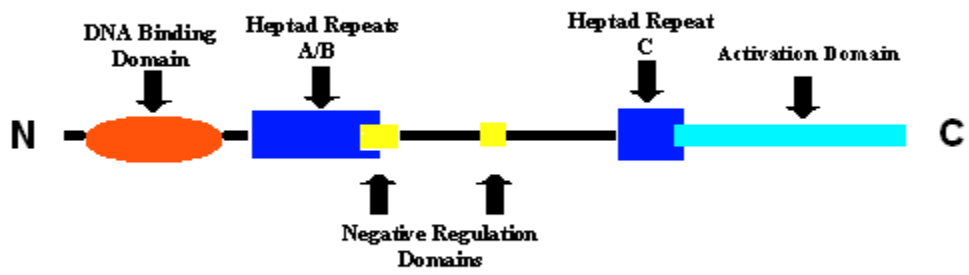 DNA Binding
Domain
Heptad Repeats
A/B
Heptad Repeat
C
Activation Domain
N
C
Negative Regulation
Domains